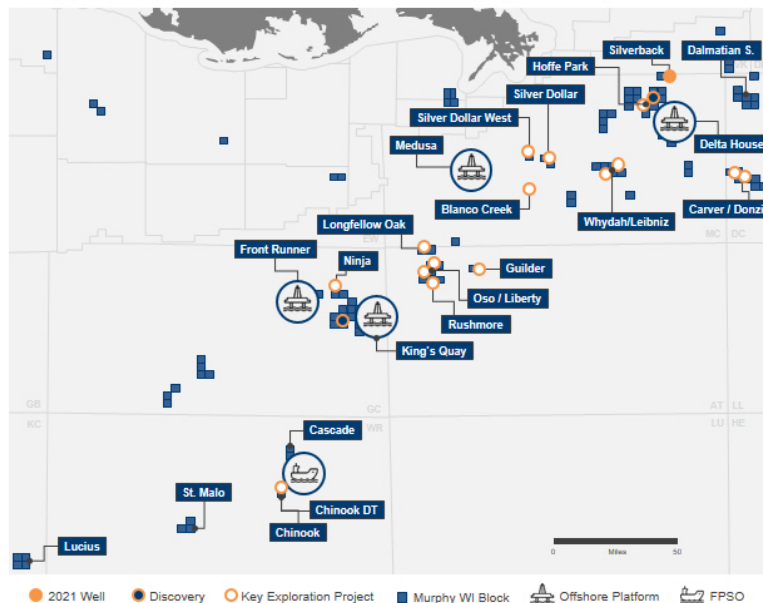 Silverback
Dalmatian S.
Hoffe Park
Silver Dollar
Silver Dollar West
Medusa
Delta House
Blanco Creek
Whydah/Leibniz
Carver / Donzi
Longfellow Oak
EW
MC
DC
Front Runner
Ninja
Guilder
Oso / Liberty
Rushmore
King's Quay
GB
GC
AT
LL
KC
WR
LU
HE
Cascade
St. Malo
Chinook DT
Chinook
Lucius
0
50
Miles
2021 Well
Discovery
Key Exploration Project
Murphy WI Block
Offshore Platform
FPSO